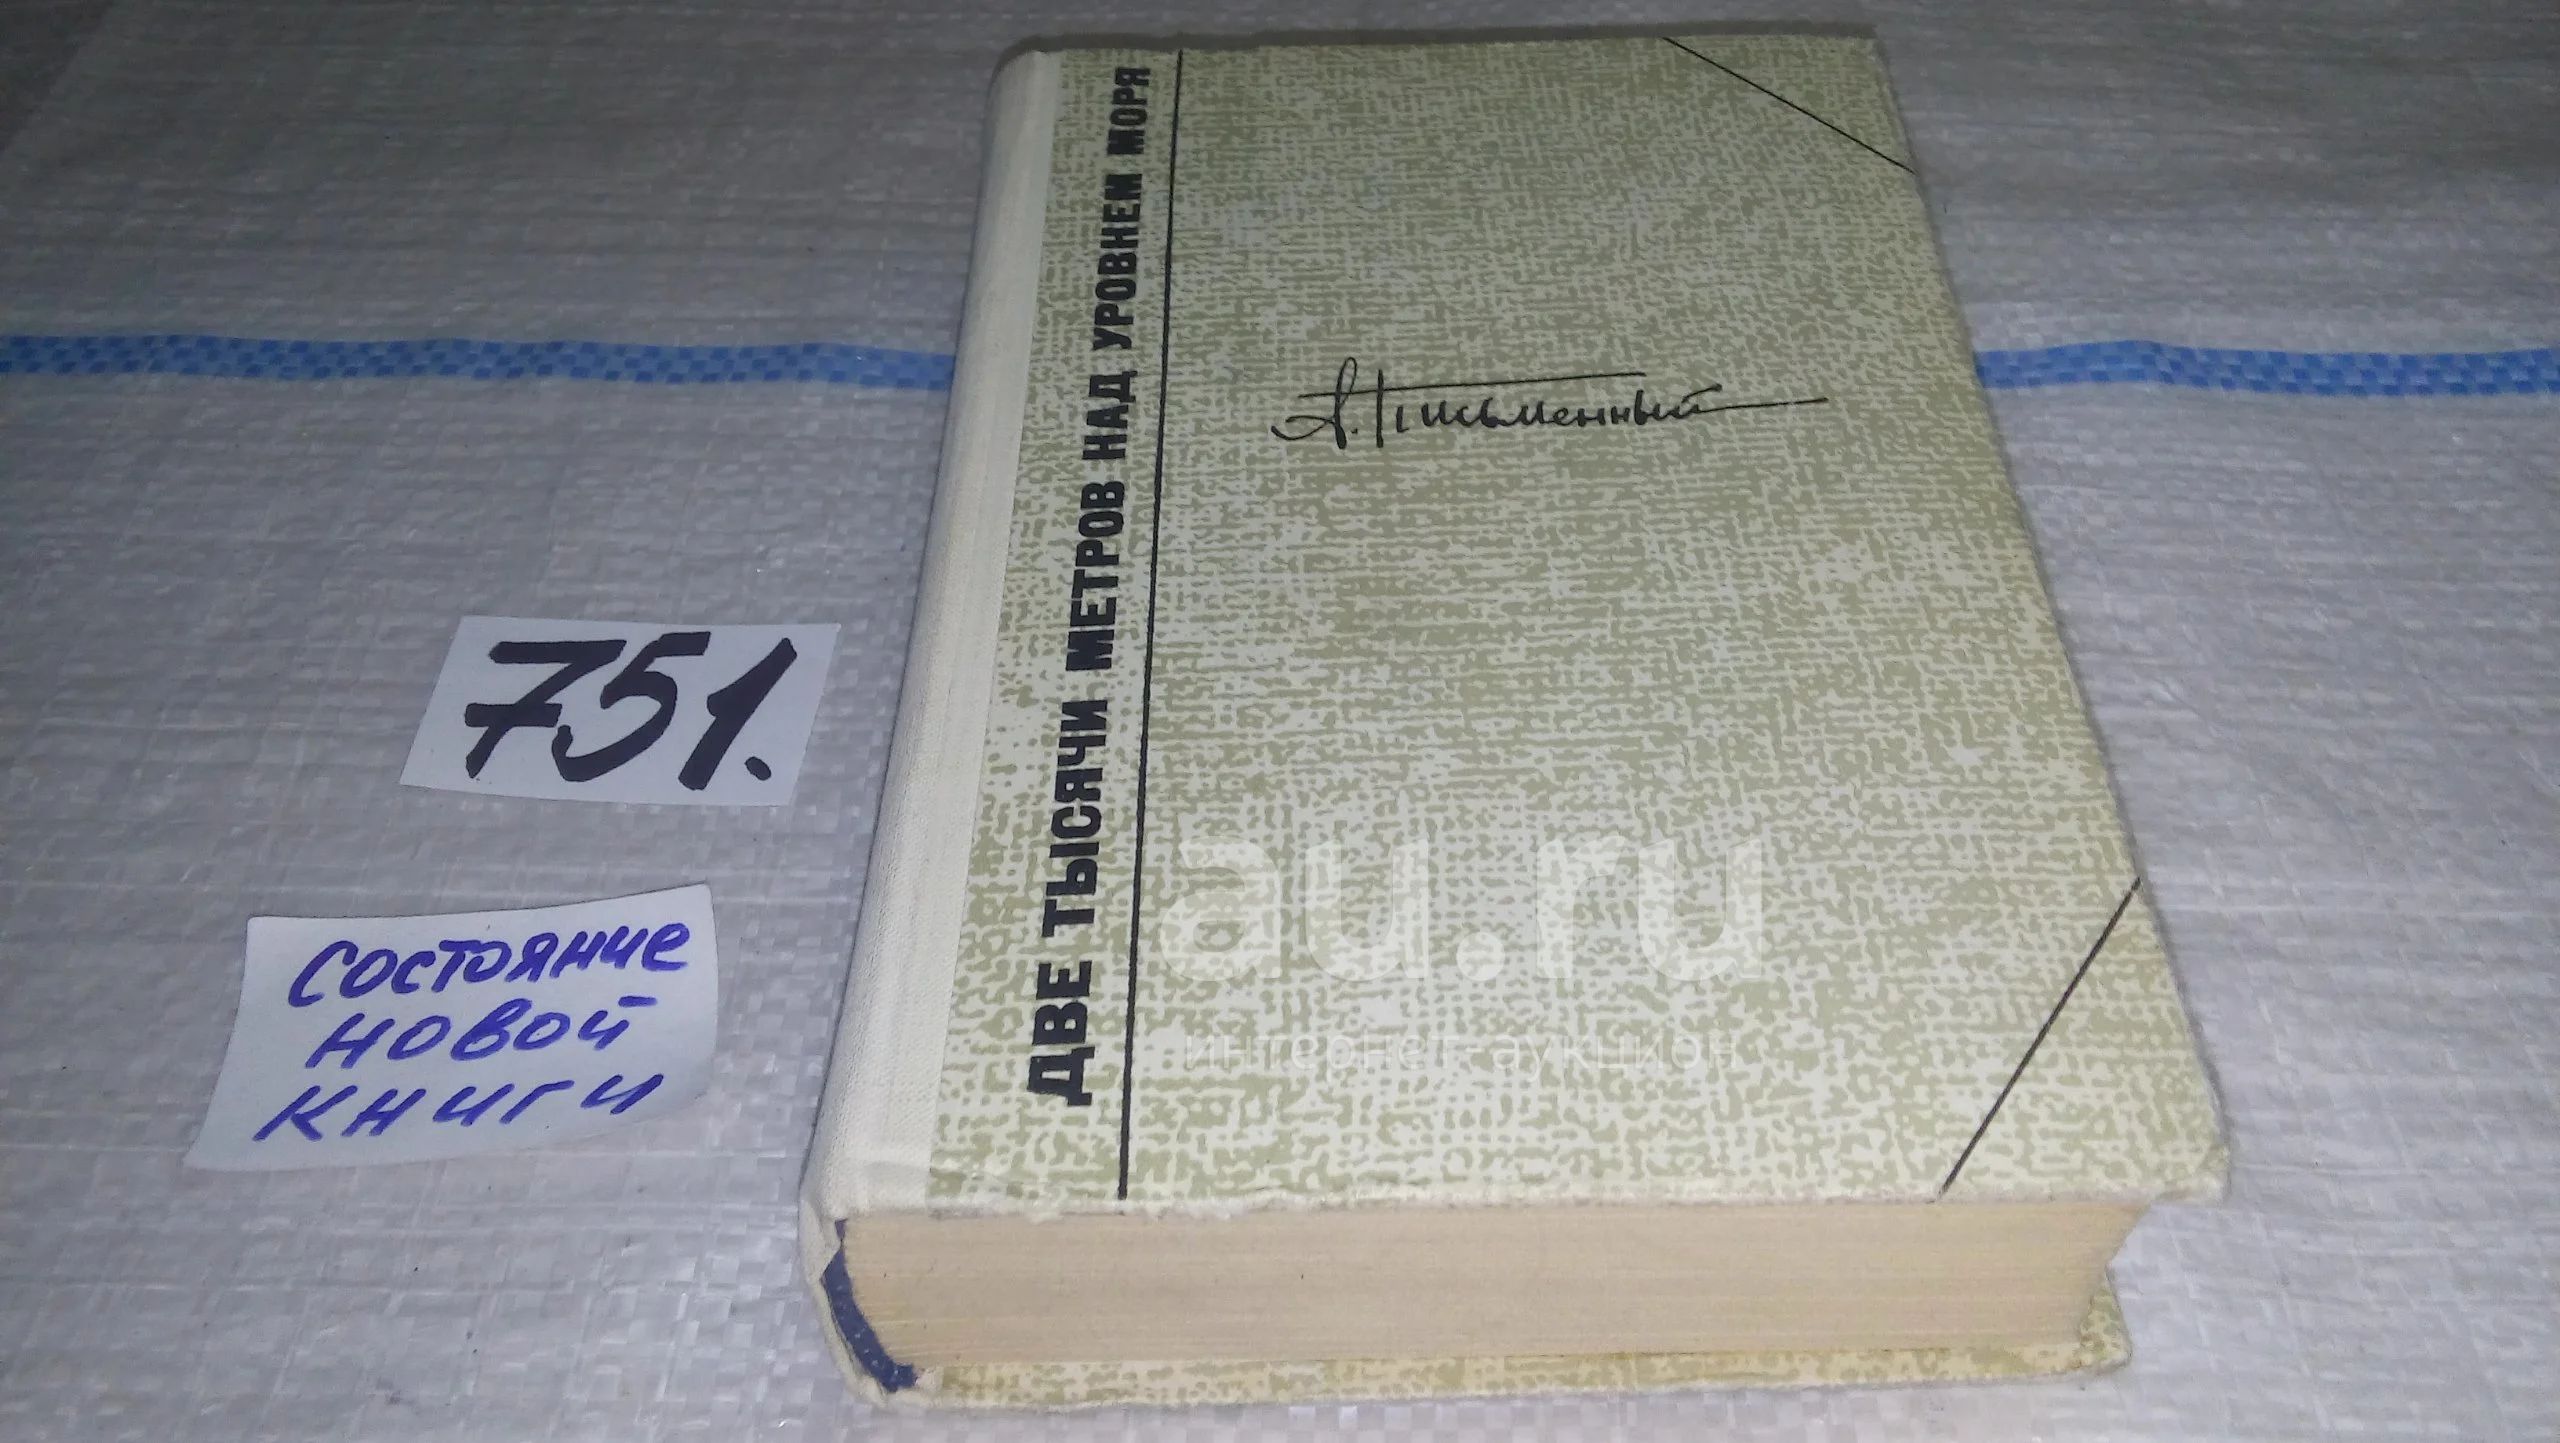 ДВЕ ТЫСЯЧИ МЕТРОВ НАД УРОВНЕМ МОРЯ
А. Письменный
751.
состояние
новой
книги
au.ru
интернет-аукцион